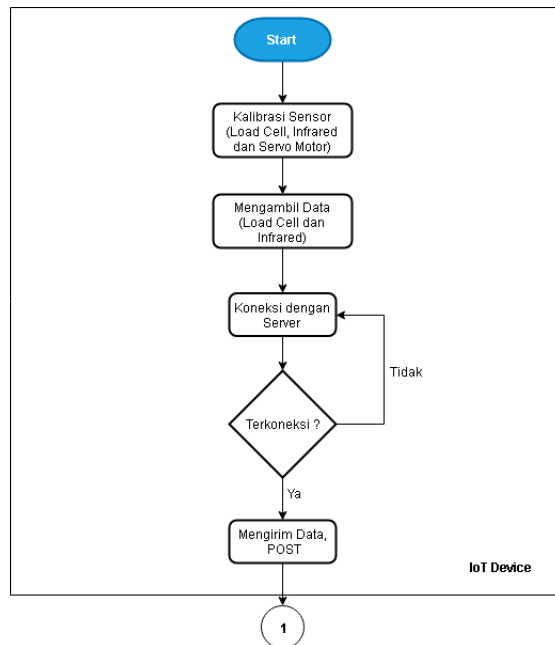 Start
Kalibrasi Sensor
(Load Cell, Infrared
dan Servo Motor)
Mengambil Data
(Load Cell dan
Infrared)
Koneksi dengan
Server
Tidak
Terkoneksi ?
Ya
Mengirim Data,
POST
IoT Device
1